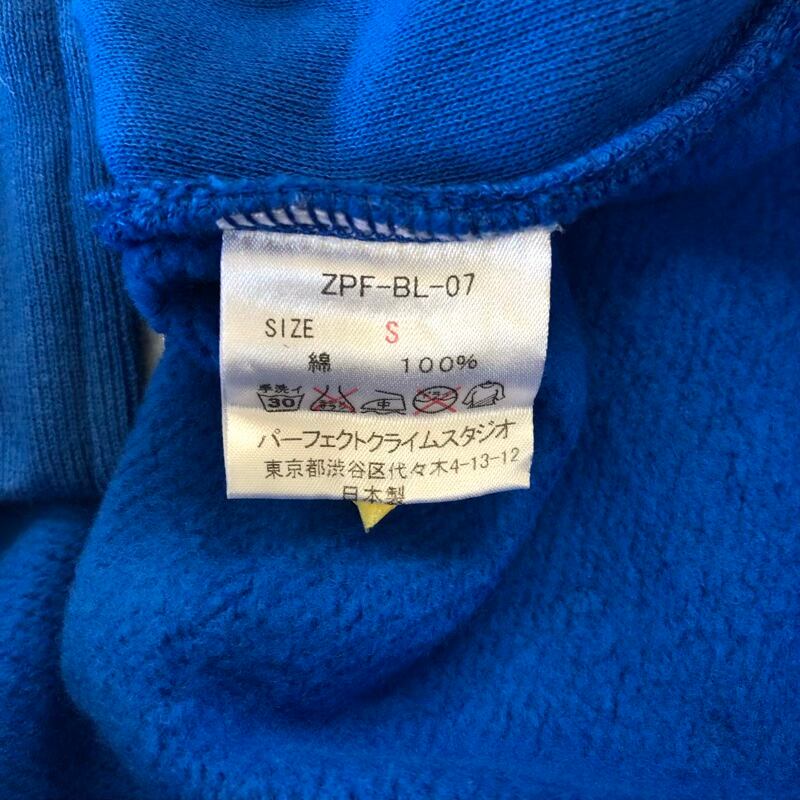 ZPF-BL-07
SIZE S
綿 100%
手洗イ 30 中
パーフェクトクライムスタジオ
東京都渋谷区代々木4-13-12
日本製